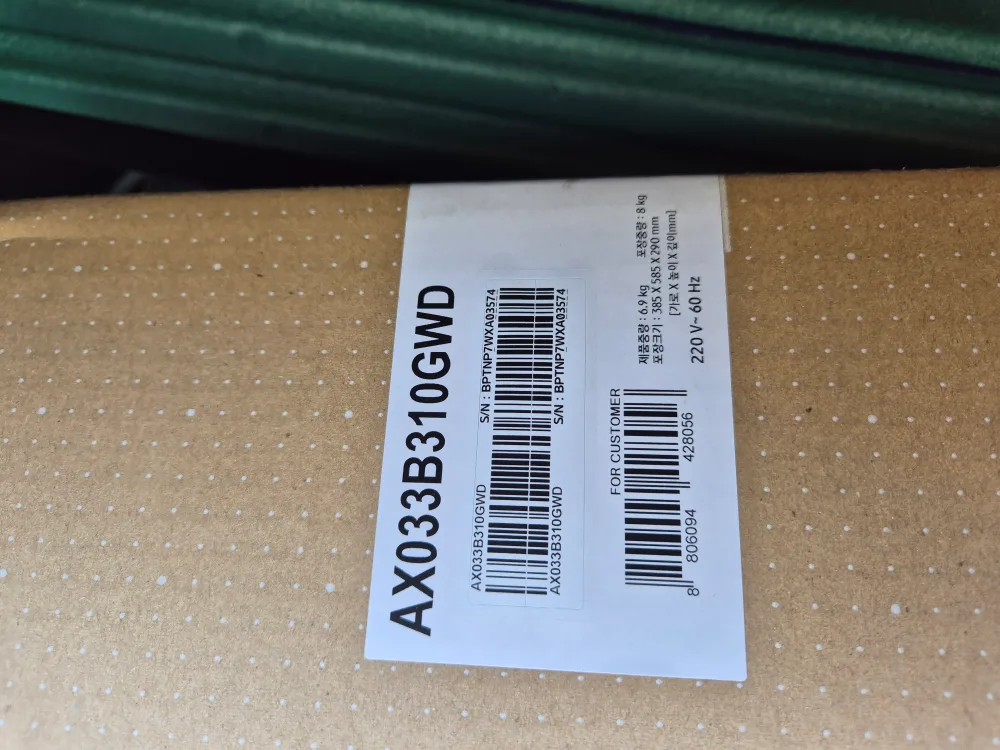 AX033B310GWD
AX033B310GWD S/N : BPTNP7WXA03574
AX033B310GWD S/N : BPTNP7WXA03574
FOR CUSTOMER
8 806094 428056
제품중량 : 6.9 kg 포장중량 : 8 kg
포장크기 : 385 X 585 X 290 mm
[가로 X 높이 X 깊이(mm]
220 V~ 60 Hz